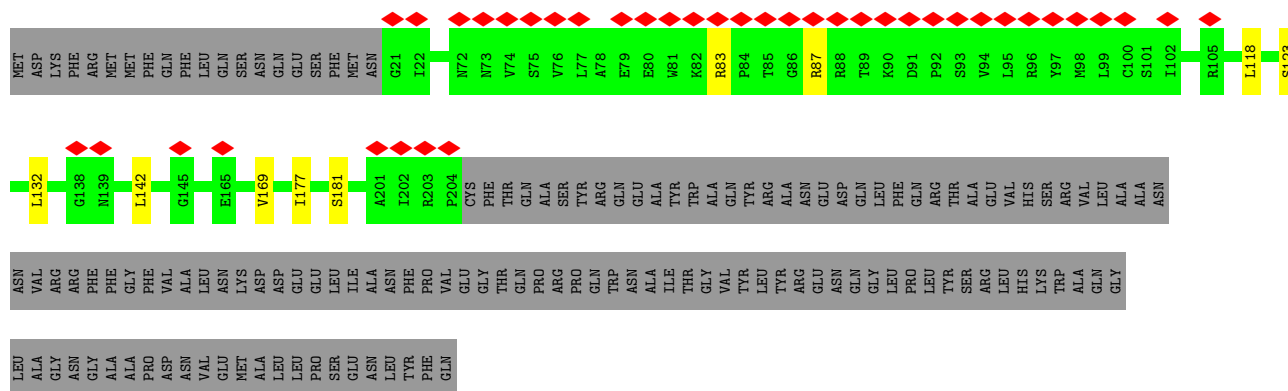 MET ASP LYS PHE ARG MET MET PHE GLN PHE LEU GLN SER ASN GLN GLU SER PHE MET ASN G21 I22 N72 N73 V74 S75 V76 L77 A78 E79 E80 W81 K82 R83 P84 T85 G86 R87 R88 T89 K90 D91 P92 S93 V94 L95 R96 Y97 M98 L99 C100 S101 I102 R105 L118 S123
L132 G138 N139 L142 G145 E165 V169 I177 S181 A201 I202 R203 P204 CYS PHE THR GLN ALA SER TYR ARG GLN GLU ALA TYR TRP ALA GLN TYR ARG ALA ASN GLU ASP GLN LEU PHE GLN ARG THR ALA GLU VAL HIS SER ARG VAL LEU ALA ALA ASN
ASN VAL ARG ARG PHE PHE GLY PHE VAL ALA LEU ASN LYS ASP ASP GLU GLU LEU ILE ALA ASN PHE PRO VAL GLU GLY THR GLN PRO ARG PRO GLN TRP ASN ALA ILE THR GLY VAL TYR LEU TYR ARG GLU ASN GLN GLY LEU PRO LEU TYR SER ARG LEU HIS LYS TRP ALA GLN GLY
LEU ALA GLY ASN GLY ALA ALA PRO ASP ASN VAL GLU MET ALA LEU LEU PRO SER GLU ASN LEU TYR PHE GLN